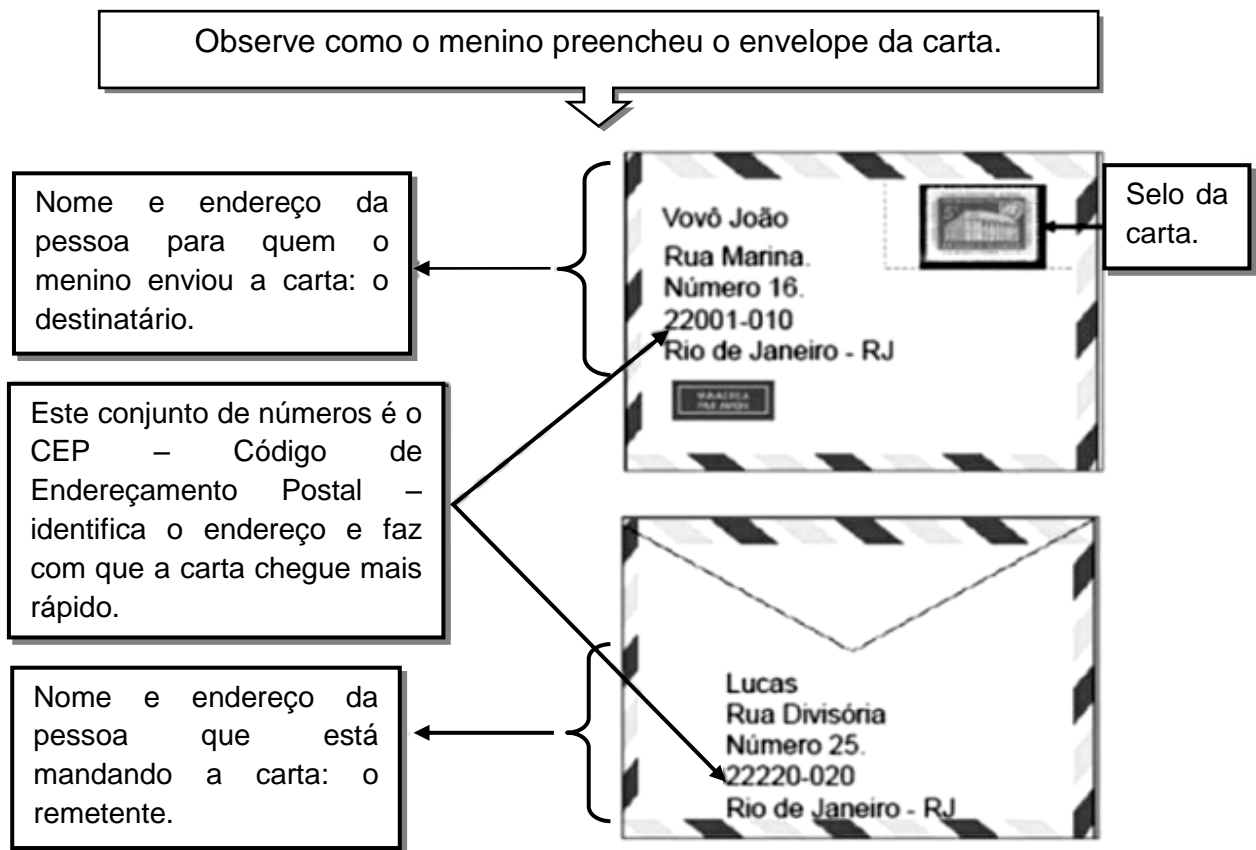 Observe como o menino preencheu o envelope da carta.
Nome e endereço da
pessoa para quem o
menino enviou a carta: o
destinatário.
Vovô João
Rua Marina.
Número 16.
22001-010
Rio de Janeiro - RJ
Selo da
carta.
Este conjunto de números é o
CEP – Código de
Endereçamento Postal –
identifica o endereço e faz
com que a carta chegue mais
rápido.
Nome e endereço da
pessoa que está
mandando a carta: o
remetente.
Lucas
Rua Divisória
Número 25.
22220-020
Rio de Janeiro - RJ